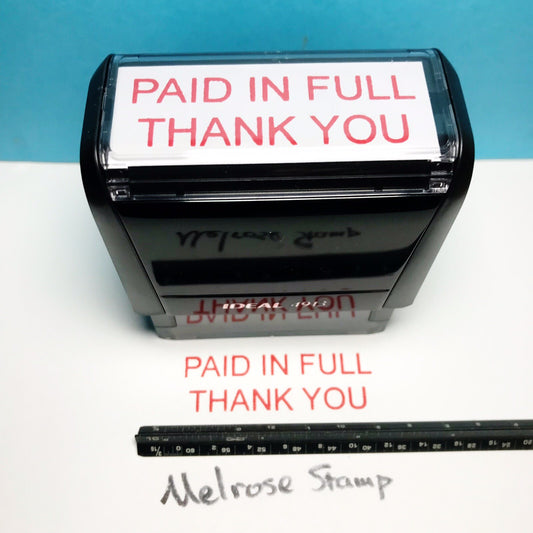 PAID IN FULL
THANK YOU
IDEAL 4913
PAID IN FULL
THANK YOU
Melrose Stamp